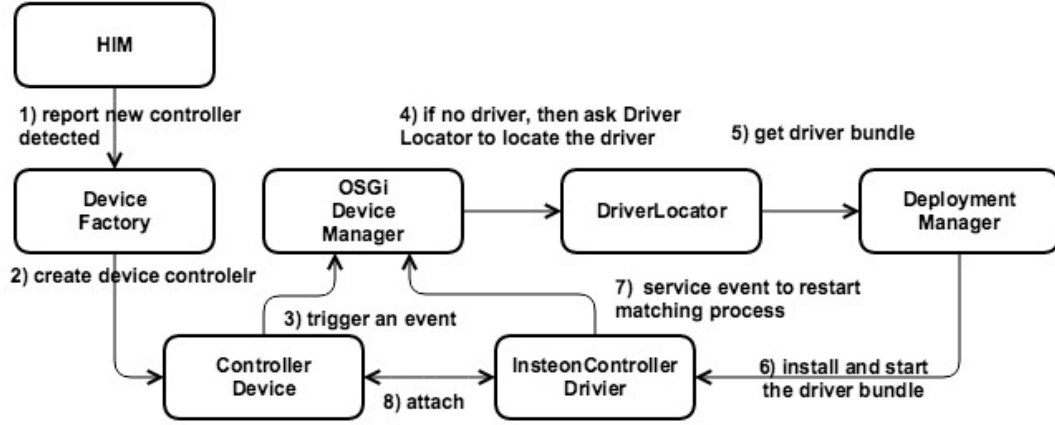 HIM
1) report new controller
detected
4) if no driver, then ask Driver
Locator to locate the driver
5) get driver bundle
Device
Factory
OSGi
Device
Manager
DriverLocator
Deployment
Manager
2) create device controlelr
3) trigger an event
7) service event to restart
matching process
Controller
Device
8) attach
InsteonController
Drivier
6) install and start
the driver bundle